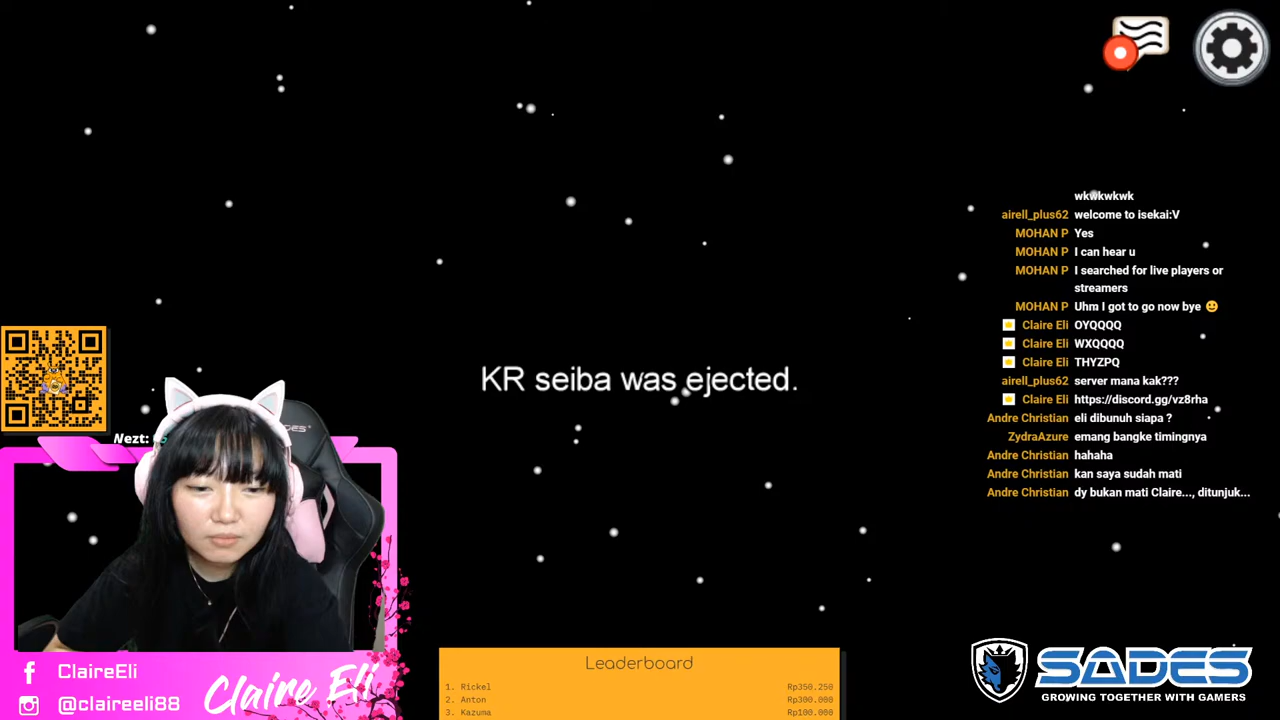 wkwkwkwk
airell_plus62 welcome to isekai:V
MOHAN P Yes
MOHAN P I can hear u
MOHAN P I searched for live players or
streamers
MOHAN P Uhm I got to go now bye 🙂
Claire Eli OYQQQQ
Claire Eli WXQQQQ
Claire Eli THYZPQ
airell_plus62 server mana kak???
Claire Eli https://discord.gg/vz8rha
Andre Christian eli dibunuh siapa ?
ZydraAzure emang bangke timingnya
Andre Christian hahaha
Andre Christian kan saya sudah mati
Andre Christian dy bukan mati Claire..., ditunjuk...
KR seiba was ejected.
Nezt:
ADES
ClaireEli
@claireeli88
Claire Eli
Leaderboard
1. Rickel Rp350.250
2. Anton Rp300.000
3. Kazuma Rp100.000
SADES
GROWING TOGETHER WITH GAMERS